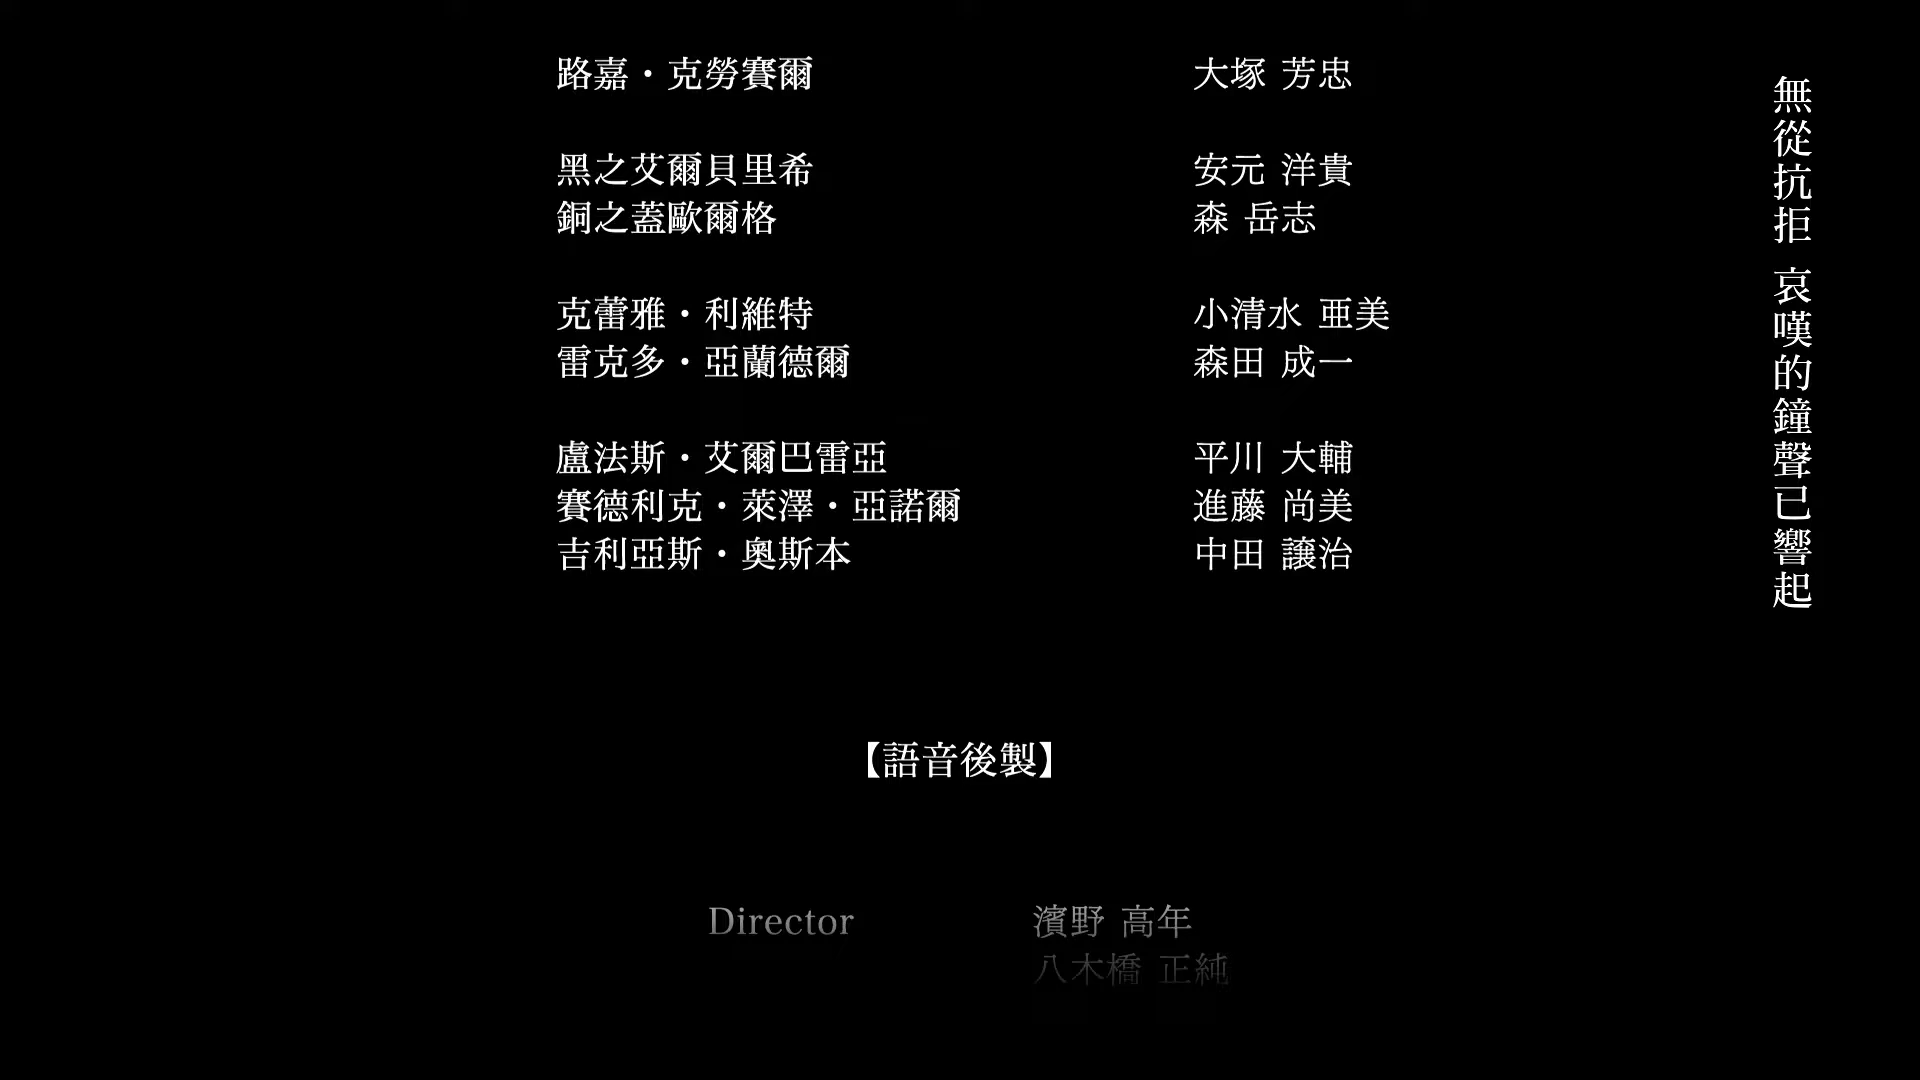 路嘉・克勞賽爾 大塚 芳忠
黑之艾爾貝里希 安元 洋貴
銅之蓋歐爾格 森 岳志
克蕾雅・利維特 小清水 亜美
雷克多・亞蘭德爾 森田 成一
盧法斯・艾爾巴雷亞 平川 大輔
賽德利克・萊澤・亞諾爾 進藤 尚美
吉利亞斯・奧斯本 中田 譲治
【語音後製】
Director 濱野 高年
八木橋 正純
無從抗拒 哀嘆的鐘聲已響起